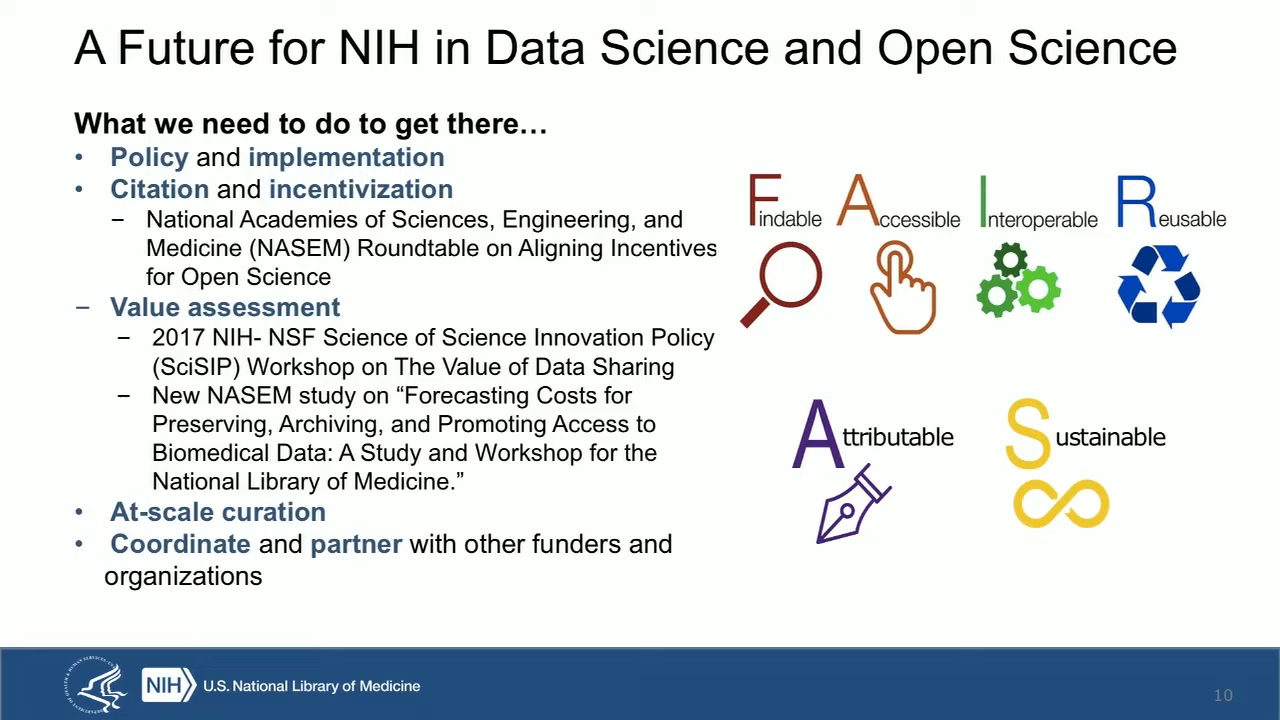 A Future for NIH in Data Science and Open Science
What we need to do to get there…
• Policy and implementation
• Citation and incentivization
– National Academies of Sciences, Engineering, and
Medicine (NASEM) Roundtable on Aligning Incentives
for Open Science
– Value assessment
– 2017 NIH- NSF Science of Science Innovation Policy
(SciSIP) Workshop on The Value of Data Sharing
– New NASEM study on “Forecasting Costs for
Preserving, Archiving, and Promoting Access to
Biomedical Data: A Study and Workshop for the
National Library of Medicine.”
• At-scale curation
• Coordinate and partner with other funders and
organizations
Findable Accessible Interoperable Reusable
Attributable Sustainable
NIH U.S. National Library of Medicine
10